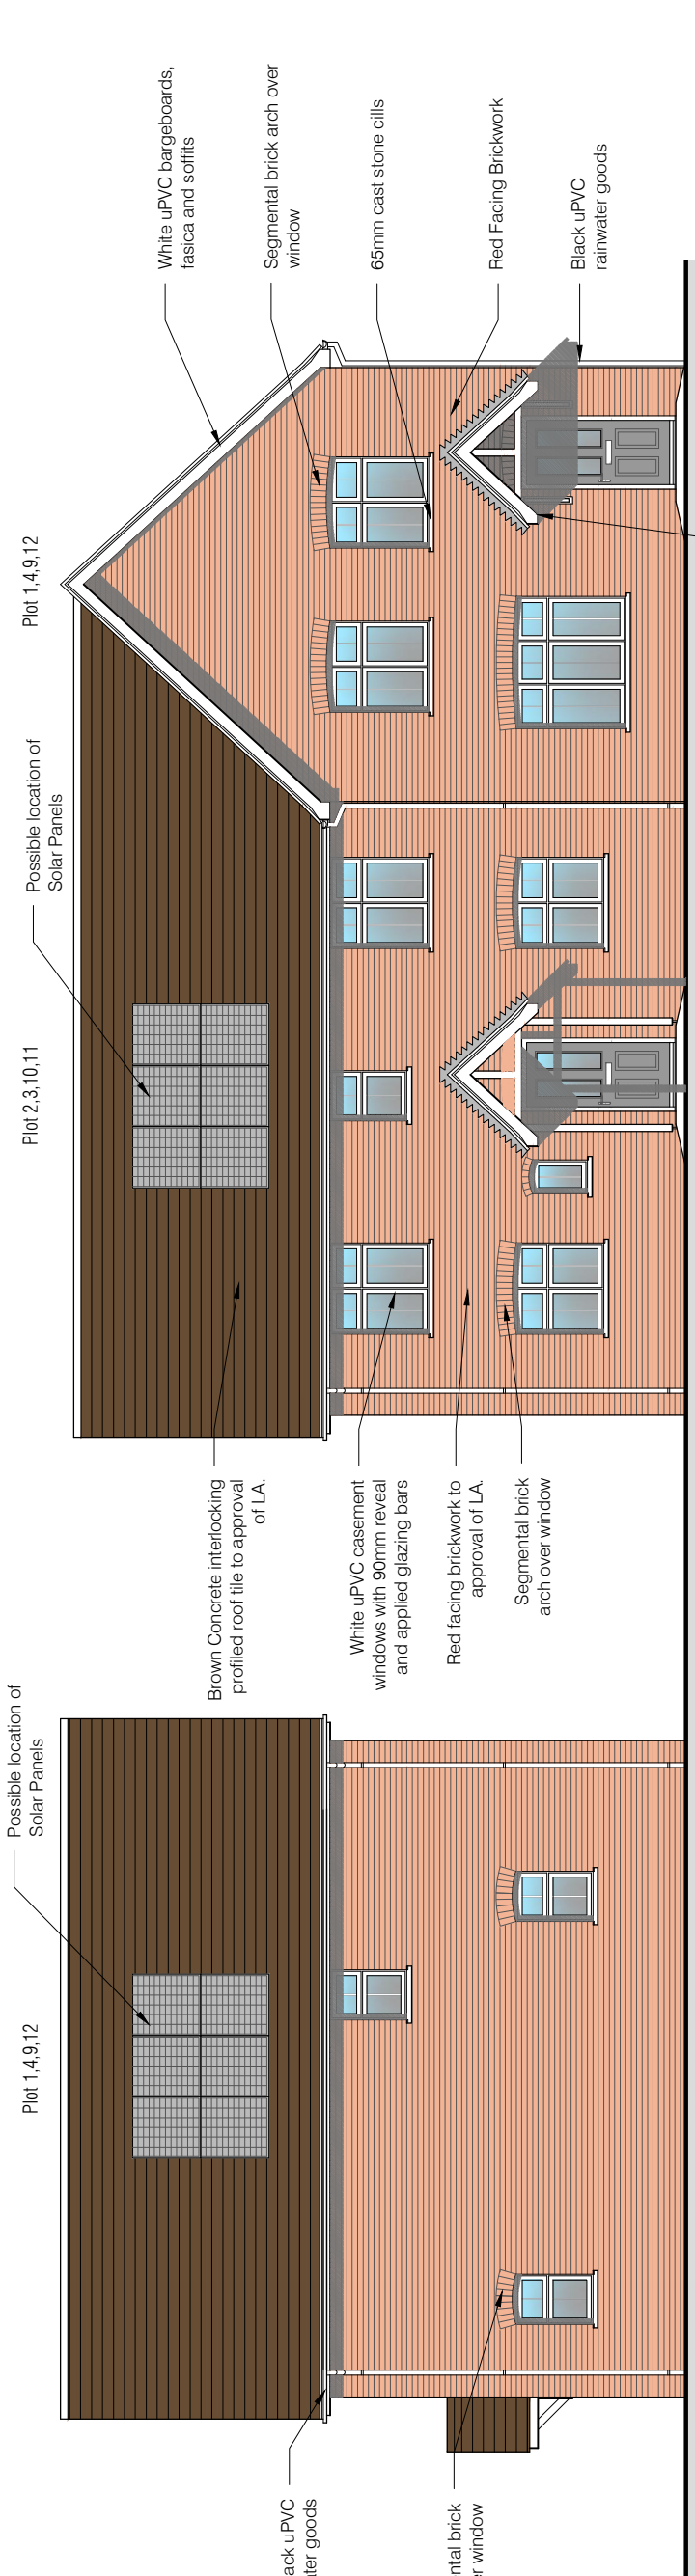 Possible location of
Solar Panels
Plot 1,4,9,12
uPVC
goods
brick
window
Possible location of
Solar Panels
Plot 2,3,10,11
Plot 1,4,9,12
Brown Concrete interlocking
profiled roof tile to approval
of LA.
White uPVC casement
windows with 90mm reveal
and applied glazing bars
Red facing brickwork to
approval of LA.
Segmental brick
arch over window
White uPVC bargeboards,
fasica and soffits
Segmental brick arch over
window
65mm cast stone cills
Red Facing Brickwork
Black uPVC
rainwater goods